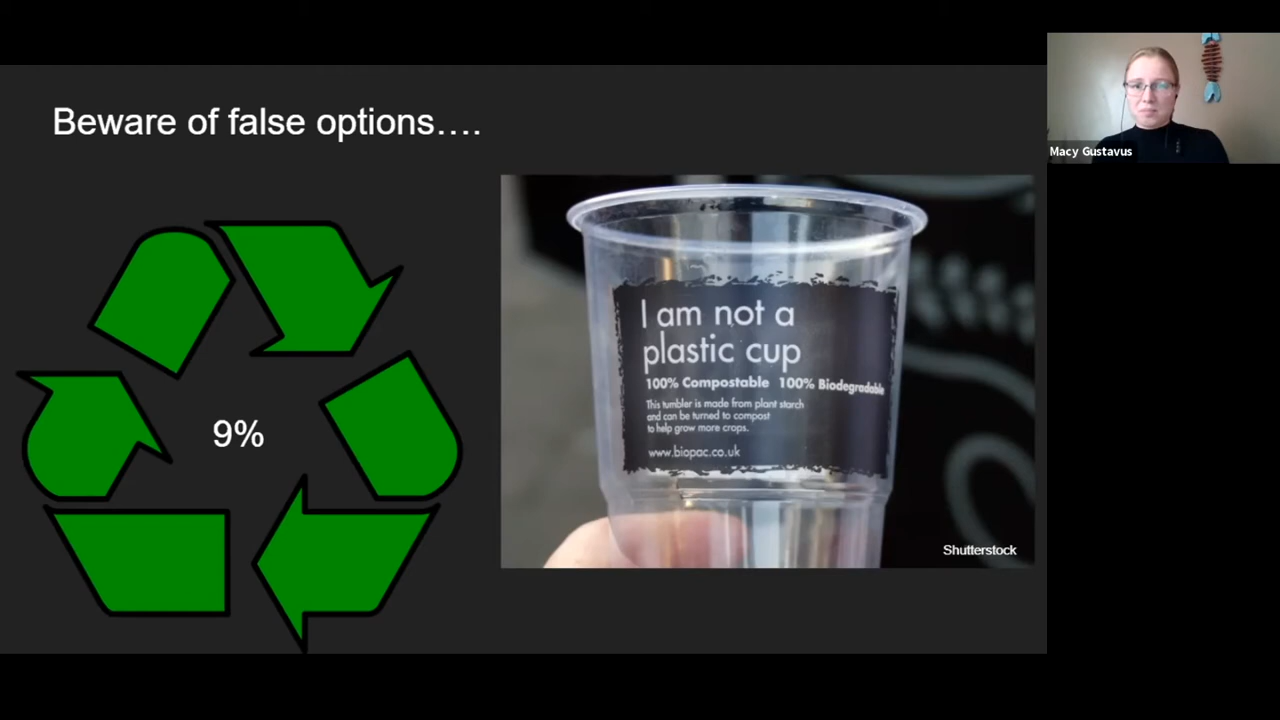 Beware of false options….
9%
I am not a
plastic cup
100% Compostable 100% Biodegradable
This tumbler is made from plant starch
and can be turned to compost
to help grow more crops.
www.biopac.co.uk
Shutterstock
Macy Gustavus